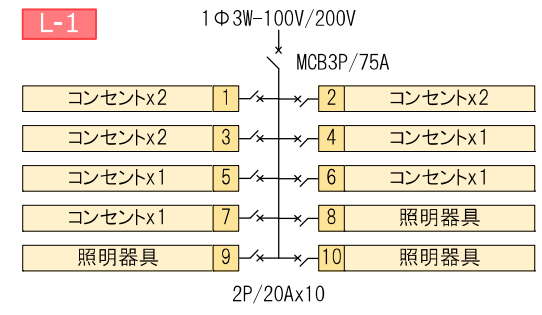 L-1
1Φ3W-100V/200V
MCB3P/75A
コンセントx2 1 2 コンセントx2
コンセントx2 3 4 コンセントx1
コンセントx1 5 6 コンセントx1
コンセントx1 7 8 照明器具
照明器具 9 10 照明器具
2P/20Ax10